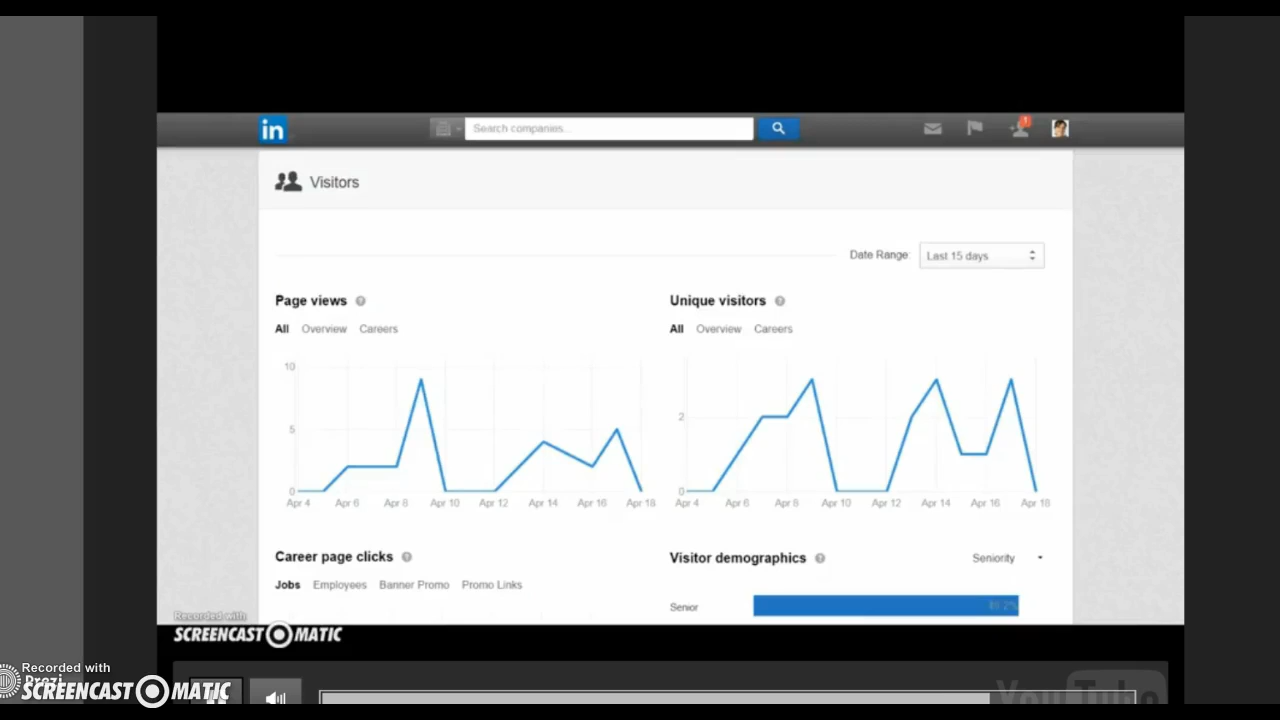 in Search companies... 1
Visitors
Date Range: Last 15 days
Page views ?
All Overview Careers
10
5
0
Apr 4 Apr 6 Apr 8 Apr 10 Apr 12 Apr 14 Apr 16 Apr 18
Unique visitors ?
All Overview Careers
2
0
Apr 4 Apr 6 Apr 8 Apr 10 Apr 12 Apr 14 Apr 16 Apr 18
Career page clicks ?
Jobs Employees Banner Promo Promo Links
Visitor demographics ? Seniority
Senior
Recorded with
SCREENCAST MATIC
Recorded with
Prezi
SCREENCAST MATIC
YouTube